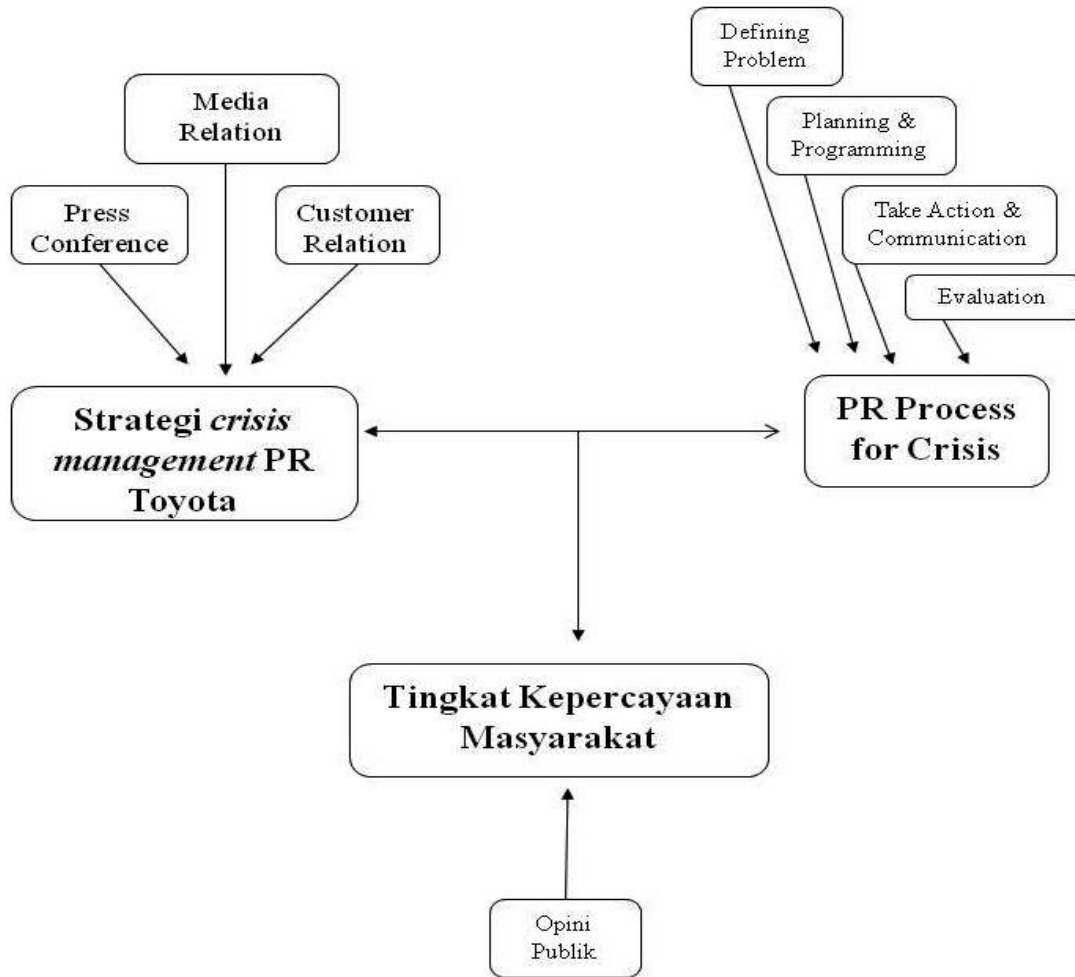 Defining
Problem
Media
Relation
Planning &
Programming
Press
Conference
Customer
Relation
Take Action &
Communication
Evaluation
Strategi crisis
management PR
Toyota
PR Process
for Crisis
Tingkat Kepercayaan
Masyarakat
Opini
Publik